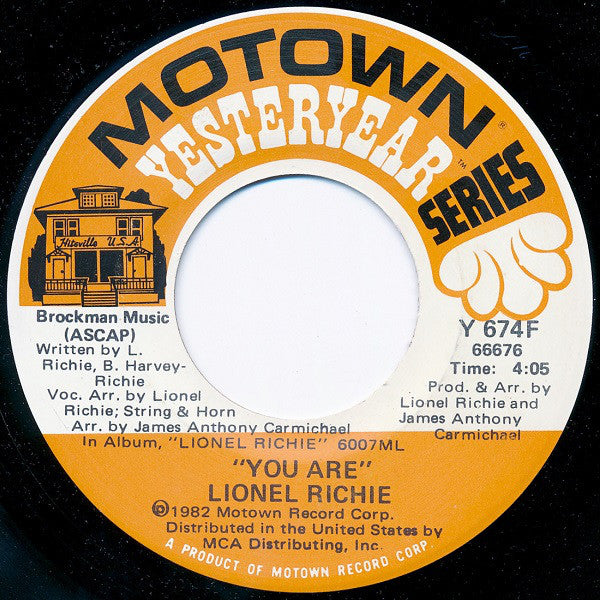 MOTOWN®
YESTERYEAR™
SERIES
Hitsville U.S.A.
Brockman Music
(ASCAP)
Written by L.
Richie, B. Harvey-
Richie
Voc. Arr. by Lionel
Richie; String & Horn
Arr. by James Anthony Carmichael
In Album, "LIONEL RICHIE" 6007ML
Y 674F
66676
Time: 4:05
Prod. & Arr. by
Lionel Richie and
James Anthony
Carmichael
"YOU ARE"
LIONEL RICHIE
℗1982 Motown Record Corp.
Distributed in the United States by
MCA Distributing, Inc.
A PRODUCT OF MOTOWN RECORD CORP.